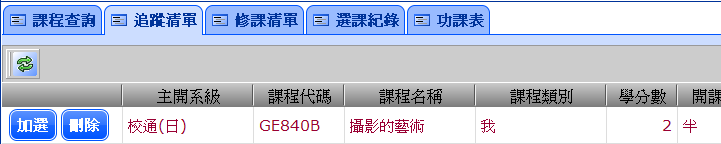 課程查詢 追蹤清單 修課清單 選課紀錄 功課表
主開系級 課程代碼 課程名稱 課程類別 學分數 開課
加選 刪除 校通(日) GE840B 攝影的藝術 我 2 半